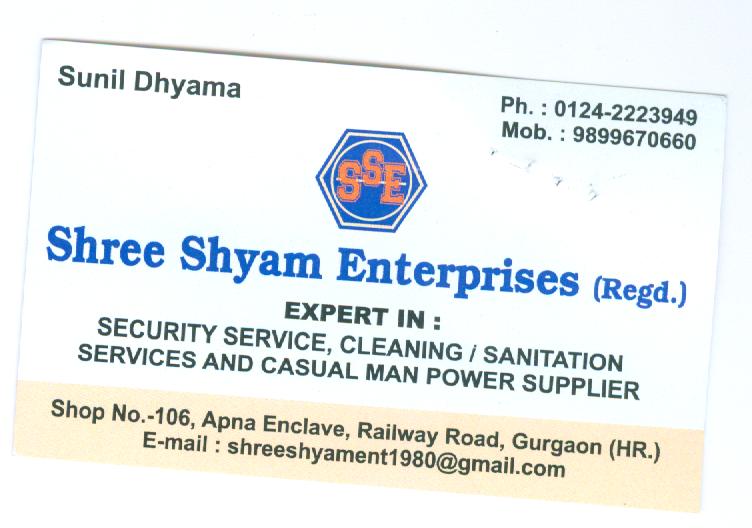 Sunil Dhyama
Ph. : 0124-2223949
Mob. : 9899670660
SSE
Shree Shyam Enterprises (Regd.)
EXPERT IN :
SECURITY SERVICE, CLEANING / SANITATION
SERVICES AND CASUAL MAN POWER SUPPLIER
Shop No.-106, Apna Enclave, Railway Road, Gurgaon (HR.)
E-mail : shreeshyament1980@gmail.com